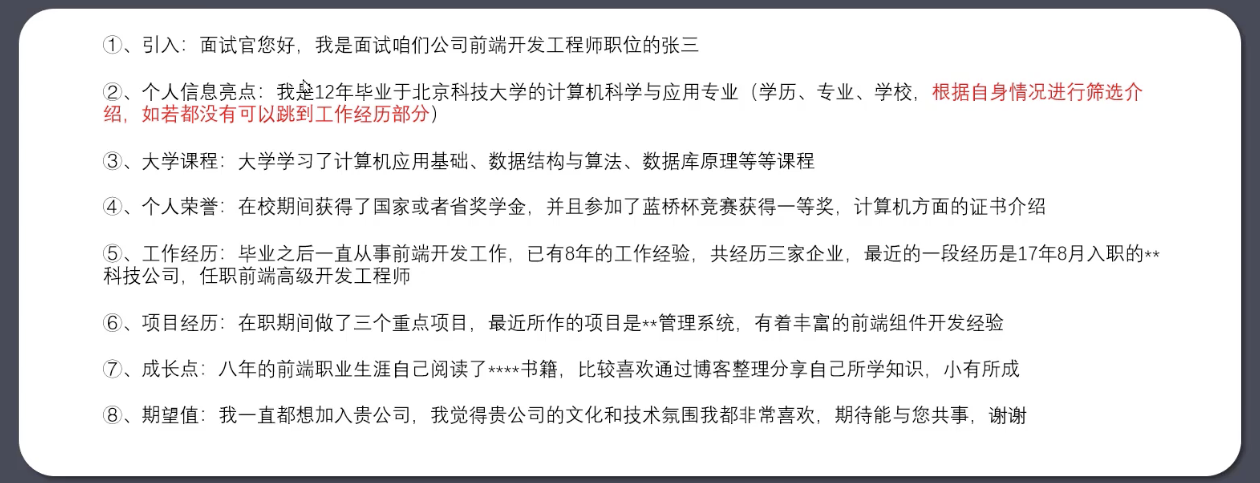 ①、引入：面试官您好，我是面试咱们公司前端开发工程师职位的张三
②、个人信息亮点：我是12年毕业于北京科技大学的计算机科学与应用专业（学历、专业、学校，根据自身情况进行筛选介
绍，如若都没有可以跳到工作经历部分）
③、大学课程：大学学习了计算机应用基础、数据结构与算法、数据库原理等等课程
④、个人荣誉：在校期间获得了国家或者省奖学金，并且参加了蓝桥杯竞赛获得一等奖，计算机方面的证书介绍
⑤、工作经历：毕业之后一直从事前端开发工作，已有8年的工作经验，共经历三家企业，最近的一段经历是17年8月入职的**
科技公司，任职前端高级开发工程师
⑥、项目经历：在职期间做了三个重点项目，最近所作的项目是**管理系统，有着丰富的前端组件开发经验
⑦、成长点：八年的前端职业生涯自己阅读了****书籍，比较喜欢通过博客整理分享自己所学知识，小有所成
⑧、期望值：我一直都想加入贵公司，我觉得贵公司的文化和技术氛围我都非常喜欢，期待能与您共事，谢谢